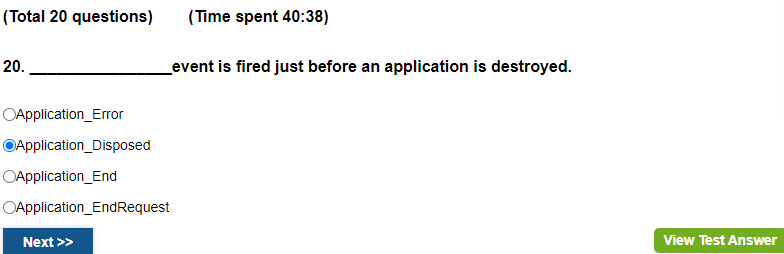 (Total 20 questions) (Time spent 40:38)
20. ________________event is fired just before an application is destroyed.
Application_Error
Application_Disposed
Application_End
Application_EndRequest
Next >> View Test Answer